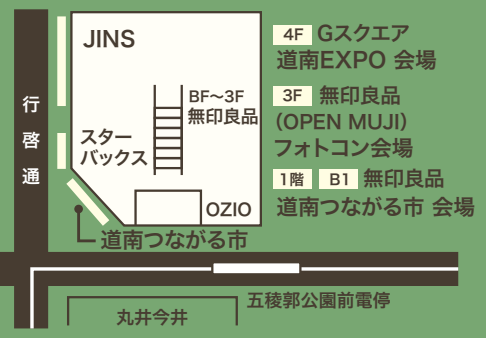 JINS
行啓通
BF〜3F
無印良品
スター
バックス
OZIO
道南つながる市
五稜郭公園前電停
丸井今井
4F Gスクエア
道南EXPO 会場
3F 無印良品
(OPEN MUJI)
フォトコン会場
1階 B1 無印良品
道南つながる市 会場